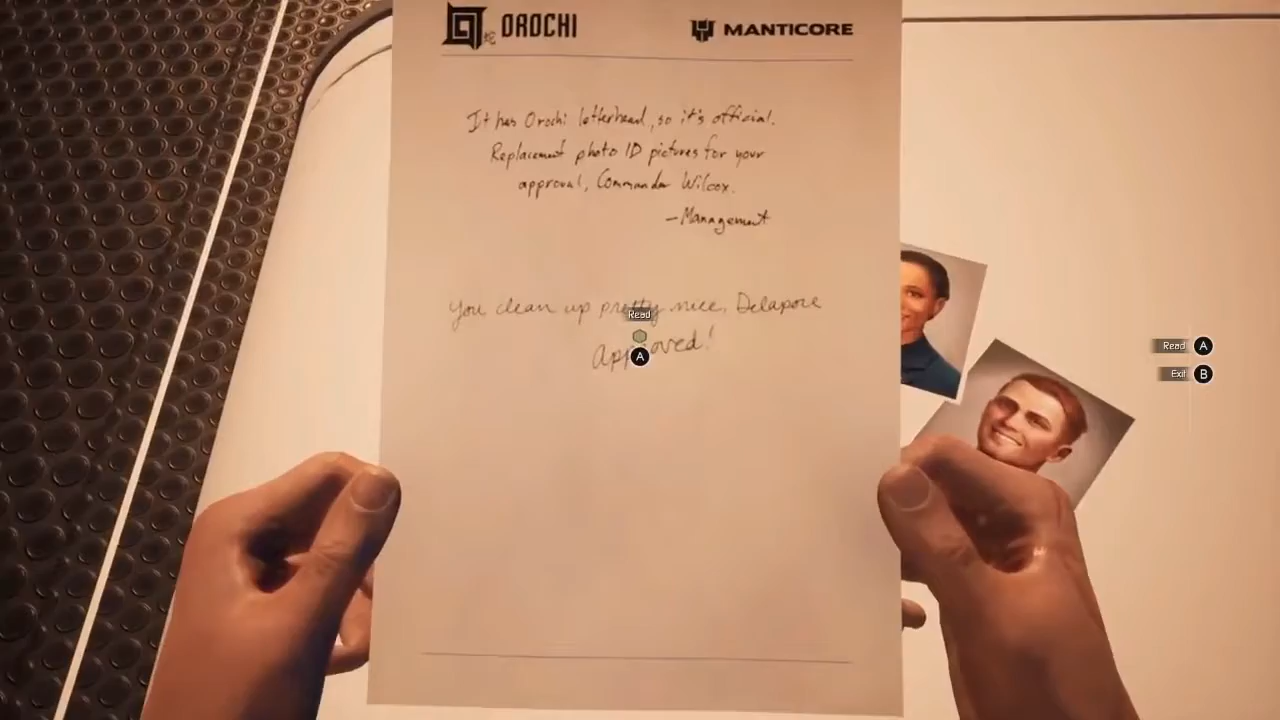 OROCHI MANTICORE
It has Orochi letterhead, so it's official.
Replacement photo ID pictures for your
approval, Commander Wilcox.
-Management
You clean up pretty nice, Delapore
Approved!
Read
A
Read A
Exit B